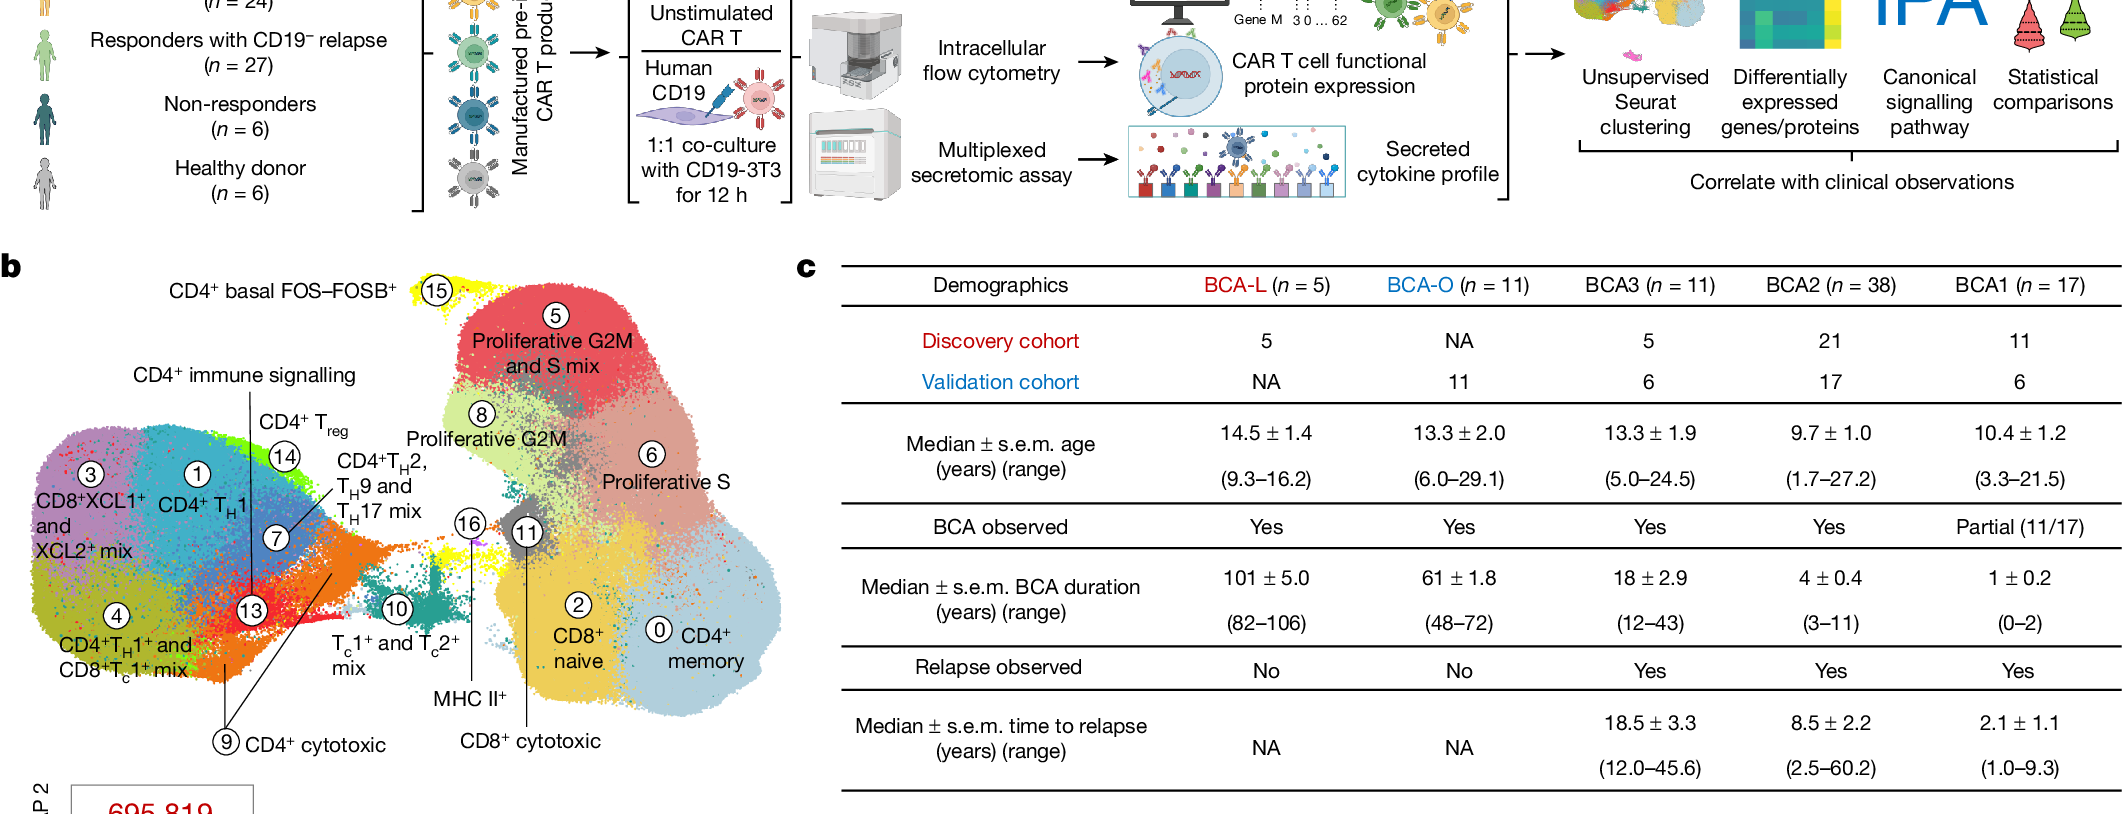 (n = 24)
Responders with CD19⁻ relapse
(n = 27)
Non-responders
(n = 6)
Healthy donor
(n = 6)
Manufactured pre-i
CAR T produ
Unstimulated
CAR T
Human
CD19
1:1 co-culture
with CD19-3T3
for 12 h
Intracellular
flow cytometry
Multiplexed
secretomic assay
Gene M 3 0 ... 62
CAR T cell functional
protein expression
Secreted
cytokine profile
IPA
Unsupervised
Seurat
clustering
Differentially
expressed
genes/proteins
Canonical
signalling
pathway
Statistical
comparisons
Correlate with clinical observations
b
CD4⁺ basal FOS–FOSB⁺
15
5
Proliferative G2M
and S mix
CD4⁺ immune signalling
8
Proliferative G2M
CD4⁺ Treg
14
6
Proliferative S
3
CD8⁺XCL1⁺
and
XCL2⁺ mix
1
CD4⁺ TH1
CD4⁺TH2,
TH9 and
TH17 mix
7
16
11
4
CD4⁺TH1⁺ and
CD8⁺Tc1⁺ mix
13
10
Tc1⁺ and Tc2⁺
mix
2
CD8⁺
naive
0
CD4⁺
memory
MHC II⁺
CD8⁺ cytotoxic
9
CD4⁺ cytotoxic
AP 2
695,819
c
Demographics BCA-L (n = 5) BCA-O (n = 11) BCA3 (n = 11) BCA2 (n = 38) BCA1 (n = 17)
Discovery cohort 5 NA 5 21 11
Validation cohort NA 11 6 17 6
Median ± s.e.m. age
(years) (range)
14.5 ± 1.4 13.3 ± 2.0 13.3 ± 1.9 9.7 ± 1.0 10.4 ± 1.2
(9.3–16.2) (6.0–29.1) (5.0–24.5) (1.7–27.2) (3.3–21.5)
BCA observed Yes Yes Yes Yes Partial (11/17)
Median ± s.e.m. BCA duration
(years) (range)
101 ± 5.0 61 ± 1.8 18 ± 2.9 4 ± 0.4 1 ± 0.2
(82–106) (48–72) (12–43) (3–11) (0–2)
Relapse observed No No Yes Yes Yes
Median ± s.e.m. time to relapse
(years) (range)
NA NA
18.5 ± 3.3 8.5 ± 2.2 2.1 ± 1.1
(12.0–45.6) (2.5–60.2) (1.0–9.3)